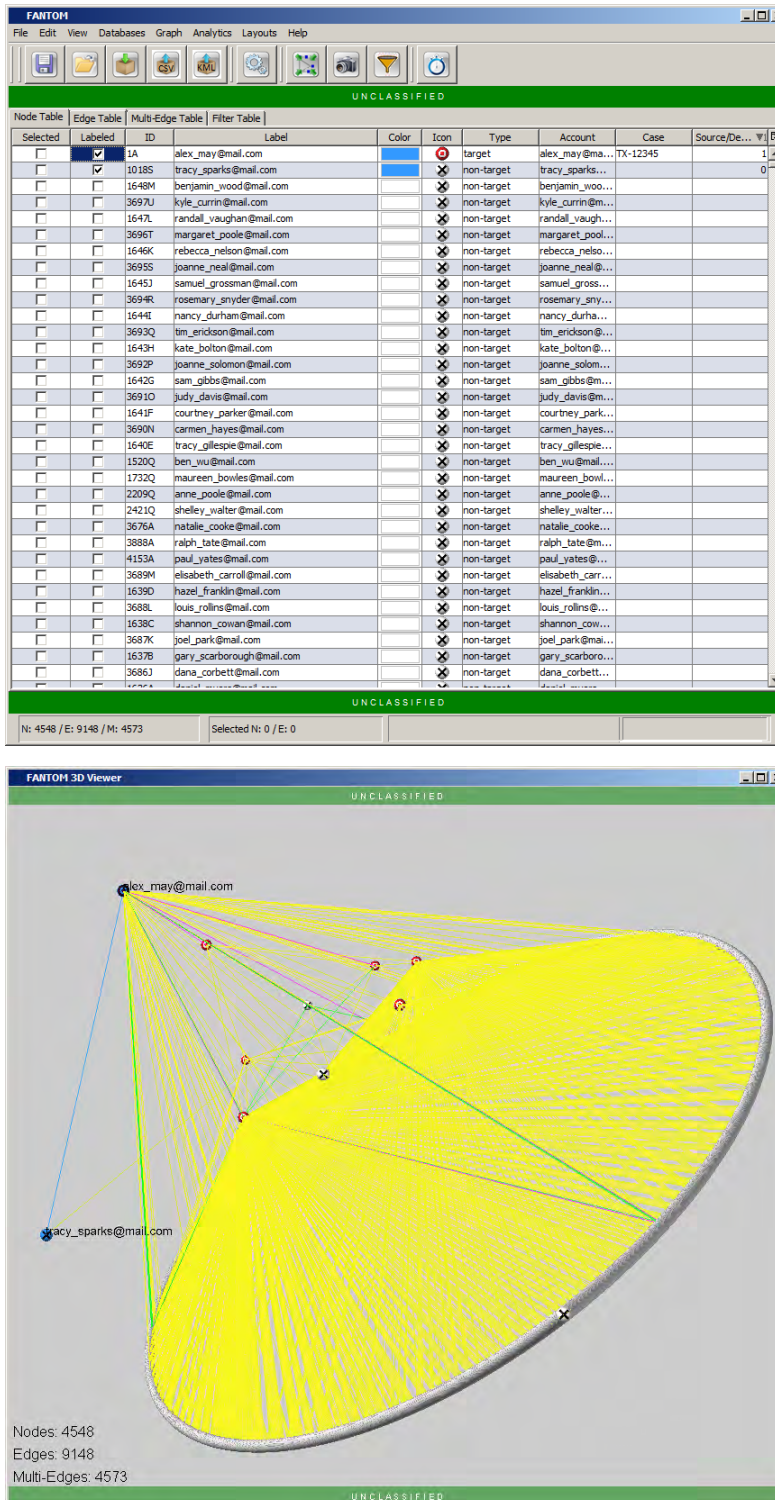 FANTOM
File Edit View Databases Graph Analytics Layouts Help
CSV KML
UNCLASSIFIED
Node Table Edge Table Multi-Edge Table Filter Table
Selected Labeled ID Label Color Icon Type Account Case Source/De... 1
1A alex_may@mail.com target alex_may@ma... TX-12345 1
1018S tracy_sparks@mail.com non-target tracy_sparks... 0
1648M benjamin_wood@mail.com non-target benjamin_woo...
3697U kyle_currin@mail.com non-target kyle_currin@m...
1647L randall_vaughan@mail.com non-target randall_vaugh...
3696T margaret_poole@mail.com non-target margaret_pool...
1646K rebecca_nelson@mail.com non-target rebecca_nelso...
3695S joanne_neal@mail.com non-target joanne_neal@...
1645J samuel_grossman@mail.com non-target samuel_gross...
3694R rosemary_snyder@mail.com non-target rosemary_sny...
1644I nancy_durham@mail.com non-target nancy_durha...
3693Q tim_erickson@mail.com non-target tim_erickson@...
1643H kate_bolton@mail.com non-target kate_bolton@...
3692P joanne_solomon@mail.com non-target joanne_solom...
1642G sam_gibbs@mail.com non-target sam_gibbs@m...
3691O judy_davis@mail.com non-target judy_davis@m...
1641F courtney_parker@mail.com non-target courtney_park...
3690N carmen_hayes@mail.com non-target carmen_hayes...
1640E tracy_gillespie@mail.com non-target tracy_gillespie...
1520Q ben_wu@mail.com non-target ben_wu@mail....
1732Q maureen_bowles@mail.com non-target maureen_bowl...
2209Q anne_poole@mail.com non-target anne_poole@...
2421Q shelley_walter@mail.com non-target shelley_walter...
3676A natalie_cooke@mail.com non-target natalie_cooke...
3888A ralph_tate@mail.com non-target ralph_tate@m...
4153A paul_yates@mail.com non-target paul_yates@...
3689M elisabeth_carroll@mail.com non-target elisabeth_carr...
1639D hazel_franklin@mail.com non-target hazel_franklin...
3688L louis_rollins@mail.com non-target louis_rollins@...
1638C shannon_cowan@mail.com non-target shannon_cow...
3687K joel_park@mail.com non-target joel_park@mai...
1637B gary_scarborough@mail.com non-target gary_scarboro...
3686J dana_corbett@mail.com non-target dana_corbett...
UNCLASSIFIED
N: 4548 / E: 9148 / M: 4573 Selected N: 0 / E: 0
FANTOM 3D Viewer
UNCLASSIFIED
alex_may@mail.com
tracy_sparks@mail.com
Nodes: 4548
Edges: 9148
Multi-Edges: 4573
UNCLASSIFIED